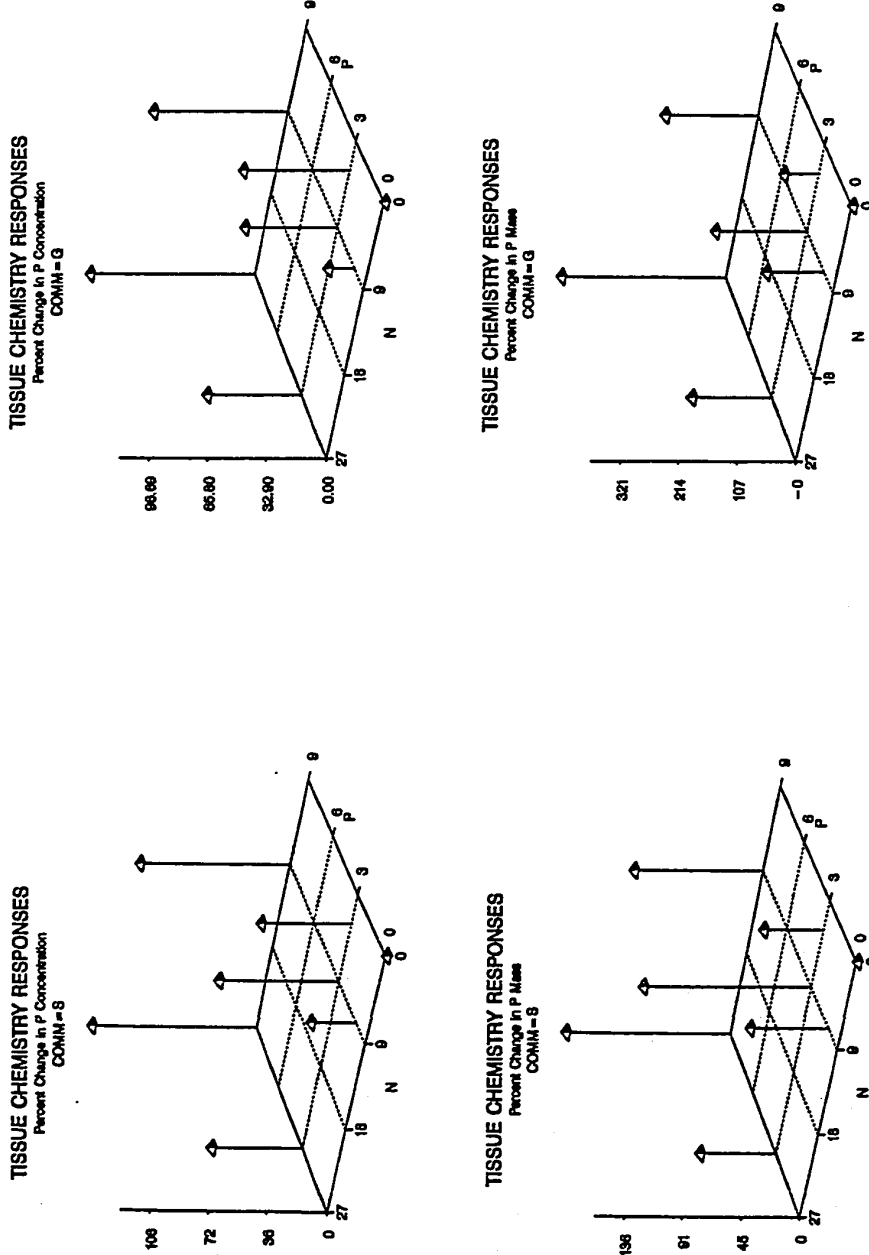 TISSUE CHEMISTRY RESPONSES
Percent Change in P Concentration
COMM=S
108
72
36
0
27
18
9
0
N
0
3
6
9
P
TISSUE CHEMISTRY RESPONSES
Percent Change in P Concentration
COMM=G
98.69
65.80
32.90
0.00
27
18
9
0
N
0
3
6
9
P
TISSUE CHEMISTRY RESPONSES
Percent Change in P Mass
COMM=S
136
91
45
0
27
18
9
0
N
0
3
6
9
P
TISSUE CHEMISTRY RESPONSES
Percent Change in P Mass
COMM=G
321
214
107
-0
27
18
9
0
N
0
3
6
9
P